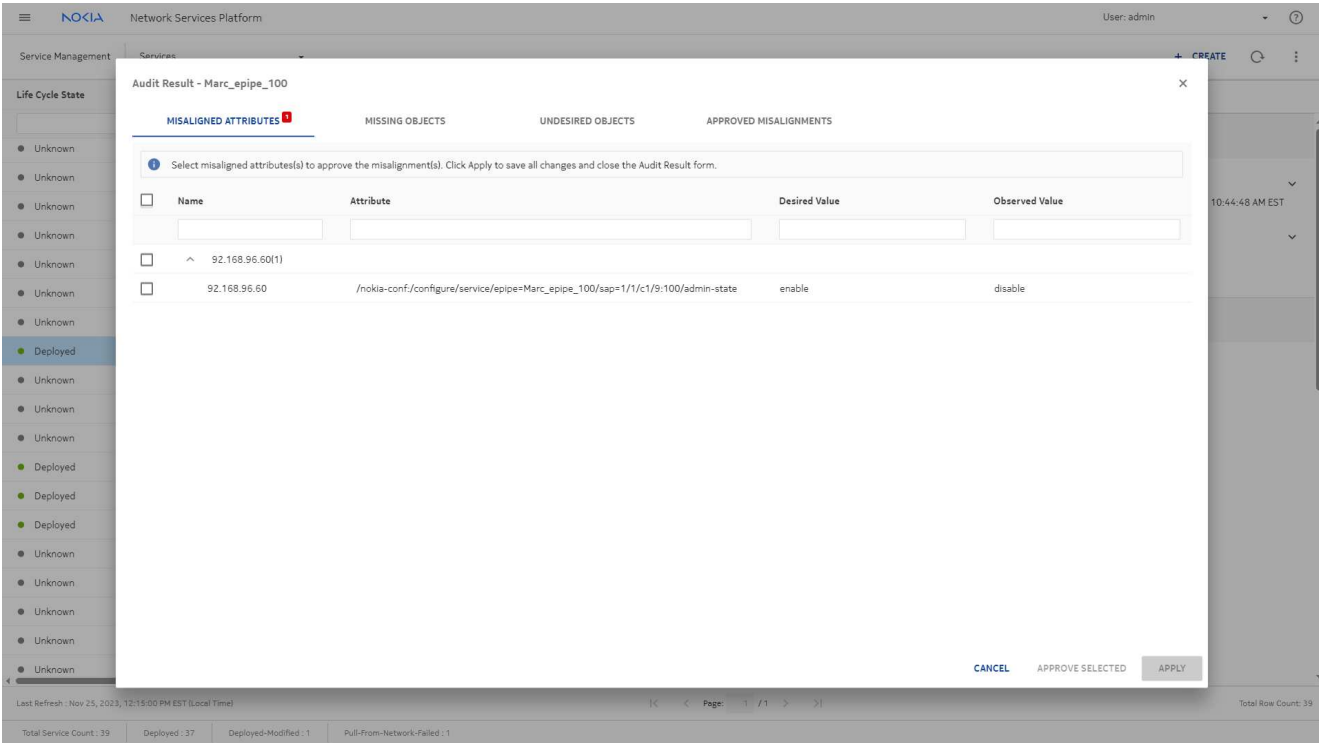 NOKIA Network Services Platform User: admin
Service Management Services + CREATE
Audit Result - Marc_epipe_100
Life Cycle State
MISALIGNED ATTRIBUTES 1 MISSING OBJECTS UNDESIRED OBJECTS APPROVED MISALIGNMENTS
Unknown
Select misaligned attributes(s) to approve the misalignment(s). Click Apply to save all changes and close the Audit Result form.
Unknown
Name Attribute Desired Value Observed Value
Unknown 10:44:48 AM EST
Unknown
92.168.96.60(1)
Unknown
92.168.96.60 /nokia-conf:/configure/service/epipe=Marc_epipe_100/sap=1/1/c1/9:100/admin-state enable disable
Unknown
Unknown
Deployed
Unknown
Unknown
Unknown
Deployed
Deployed
Deployed
Unknown
Unknown
Unknown
Unknown
Unknown
CANCEL APPROVE SELECTED APPLY
Last Refresh : Nov 25, 2023, 12:15:00 PM EST (Local Time) Page: 1 / 1 Total Row Count: 39
Total Service Count : 39 Deployed : 37 Deployed-Modified : 1 Pull-From-Network-Failed : 1